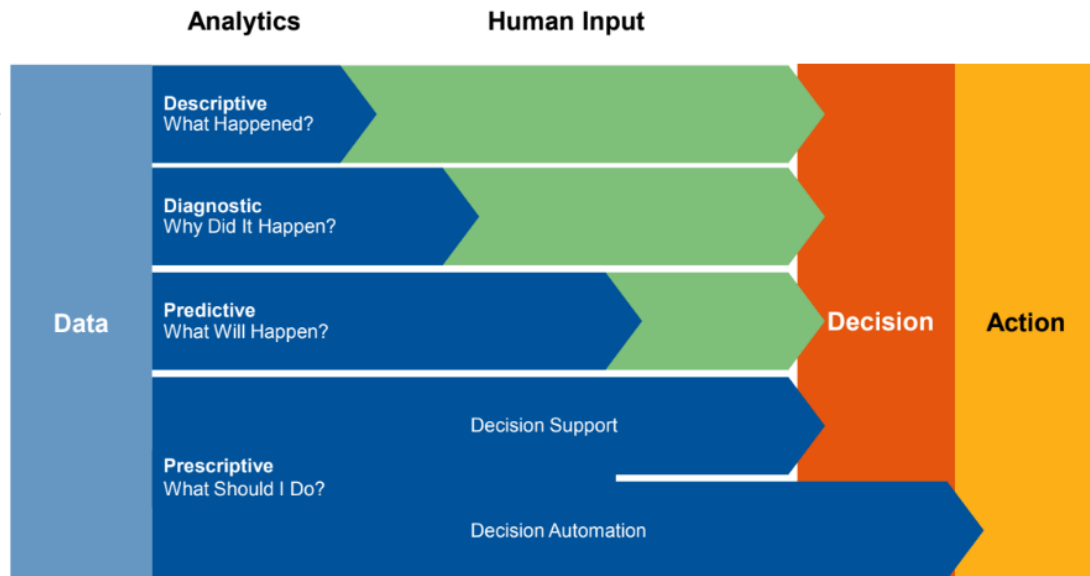 Analytics
Human Input
Descriptive
What Happened?
Diagnostic
Why Did It Happen?
Predictive
What Will Happen?
Data
Decision
Action
Decision Support
Prescriptive
What Should I Do?
Decision Automation